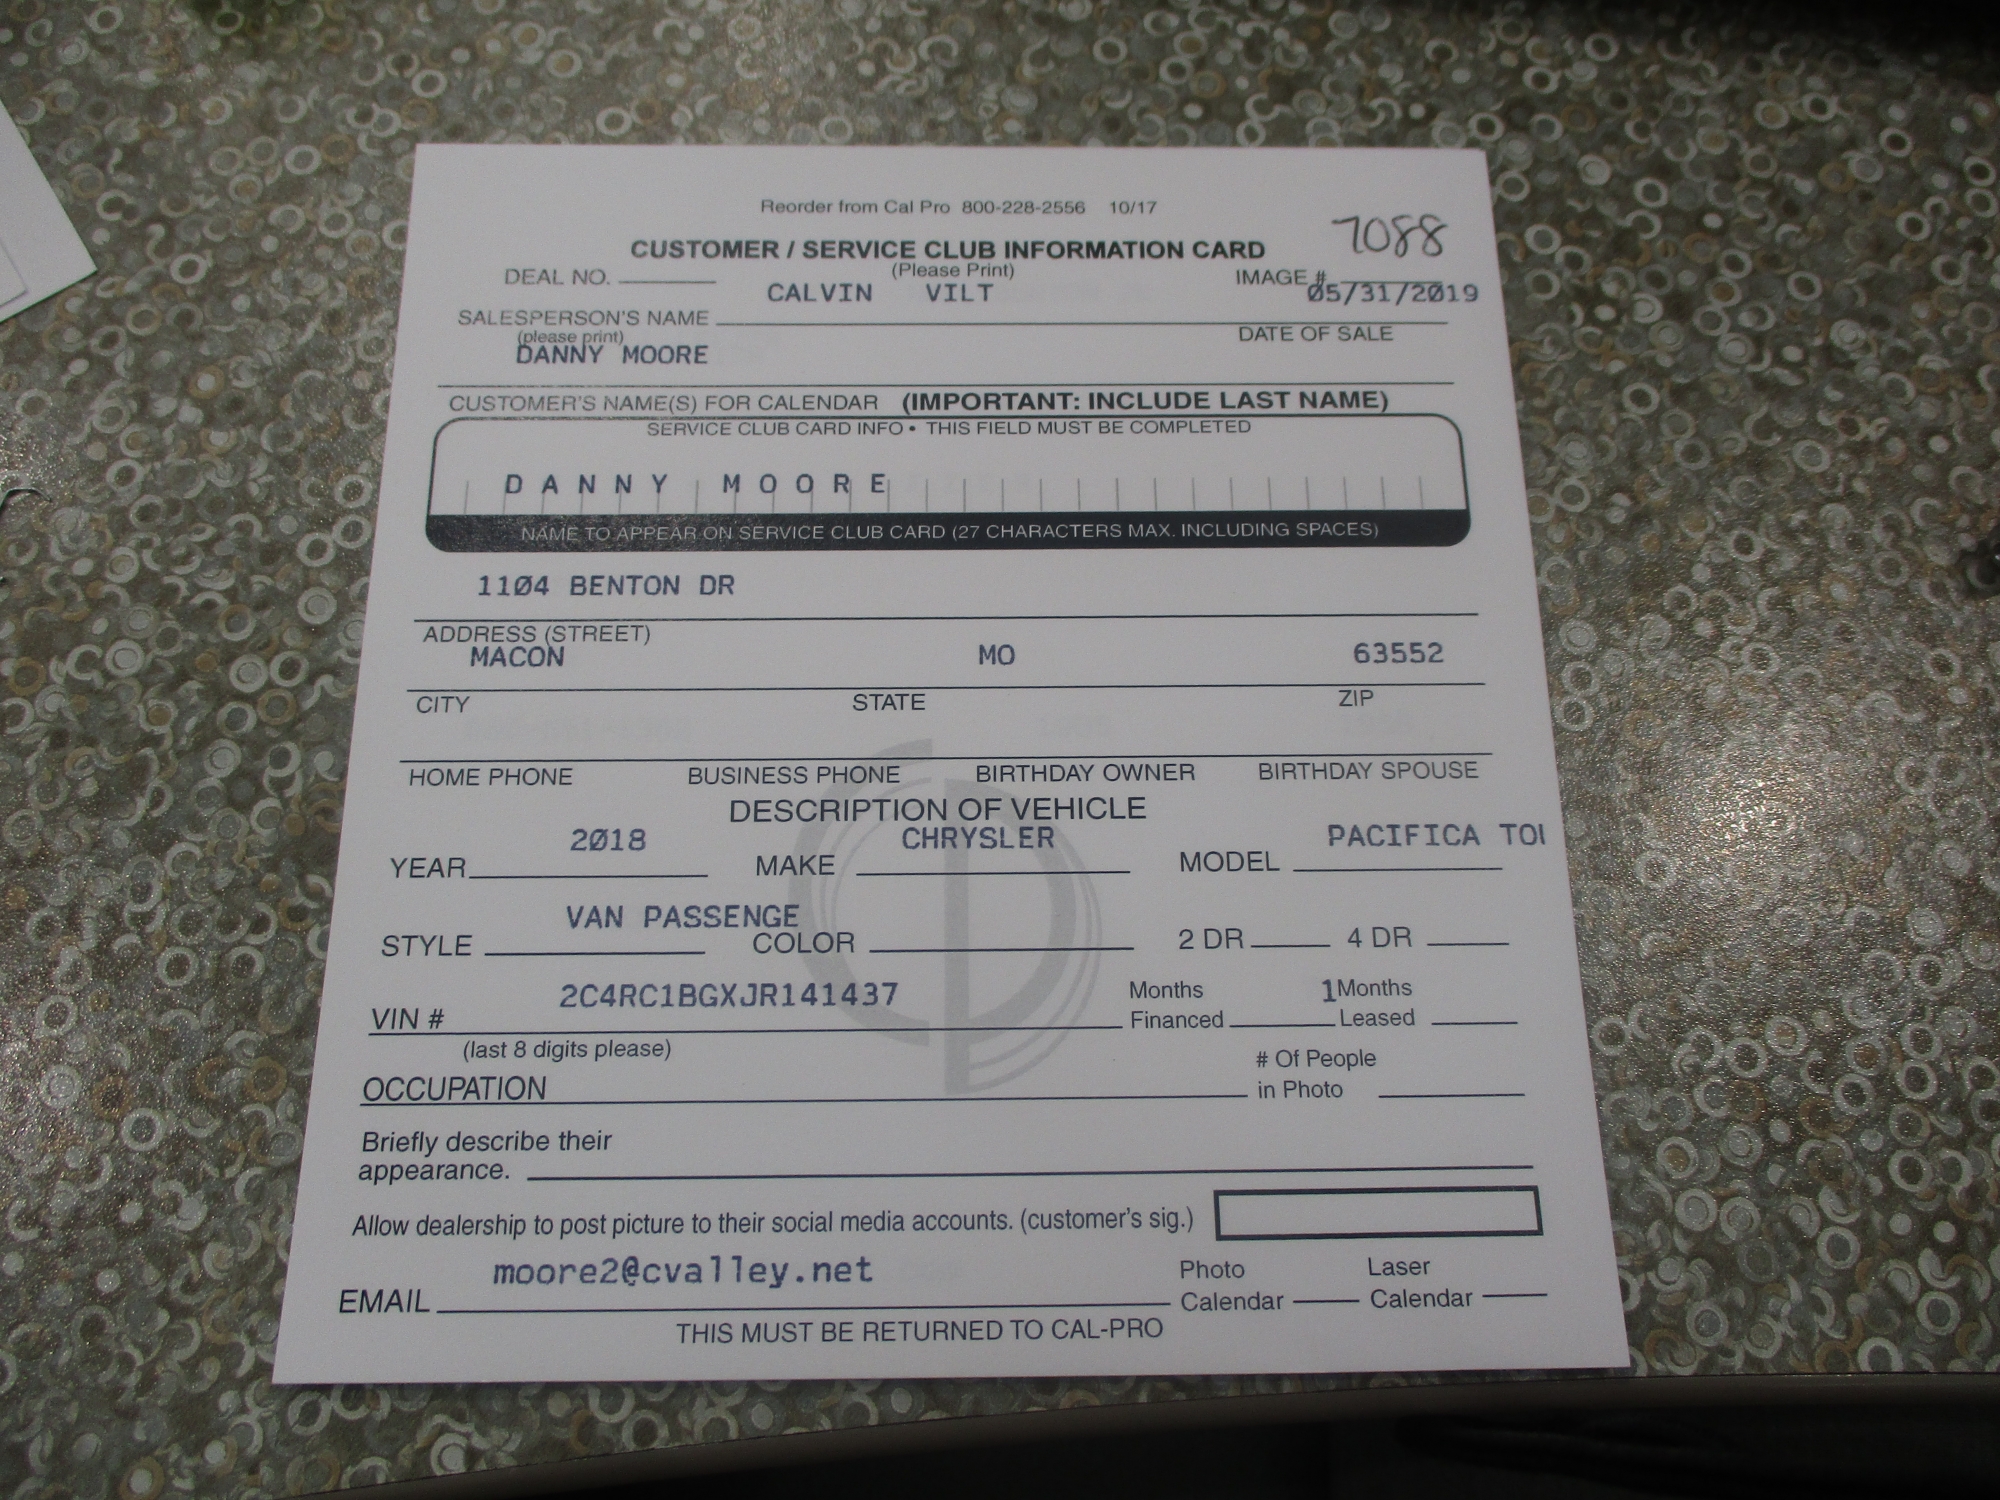 Reorder from Cal Pro 800-228-2556 10/17
7088
CUSTOMER / SERVICE CLUB INFORMATION CARD
(Please Print)
DEAL NO. IMAGE #
CALVIN VILT 05/31/2019
SALESPERSON'S NAME DATE OF SALE
(please print)
DANNY MOORE
CUSTOMER'S NAME(S) FOR CALENDAR (IMPORTANT: INCLUDE LAST NAME)
SERVICE CLUB CARD INFO • THIS FIELD MUST BE COMPLETED
DANNY MOORE
NAME TO APPEAR ON SERVICE CLUB CARD (27 CHARACTERS MAX. INCLUDING SPACES)
1104 BENTON DR
ADDRESS (STREET)
MACON MO 63552
CITY STATE ZIP
HOME PHONE BUSINESS PHONE BIRTHDAY OWNER BIRTHDAY SPOUSE
DESCRIPTION OF VEHICLE
2018 CHRYSLER PACIFICA TOU
YEAR MAKE MODEL
VAN PASSENGE
STYLE COLOR 2 DR 4 DR
2C4RC1BGXJR141437 Months 1 Months
VIN # Financed Leased
(last 8 digits please) # Of People
OCCUPATION in Photo
Briefly describe their
appearance.
Allow dealership to post picture to their social media accounts. (customer's sig.)
moore2@cvalley.net Photo Laser
EMAIL Calendar Calendar
THIS MUST BE RETURNED TO CAL-PRO